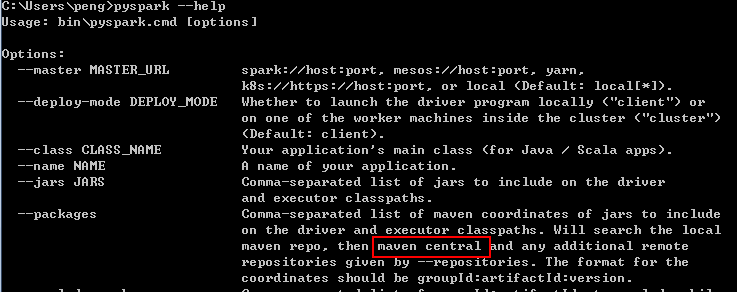 C:\Users\peng>pyspark --help
Usage: bin\pyspark.cmd [options]
Options:
--master MASTER_URL spark://host:port, mesos://host:port, yarn,
k8s://https://host:port, or local (Default: local[*]).
--deploy-mode DEPLOY_MODE Whether to launch the driver program locally ("client") or
on one of the worker machines inside the cluster ("cluster")
(Default: client).
--class CLASS_NAME Your application's main class (for Java / Scala apps).
--name NAME A name of your application.
--jars JARS Comma-separated list of jars to include on the driver
and executor classpaths.
--packages Comma-separated list of maven coordinates of jars to include
on the driver and executor classpaths. Will search the local
maven repo, then maven central and any additional remote
repositories given by --repositories. The format for the
coordinates should be groupId:artifactId:version.